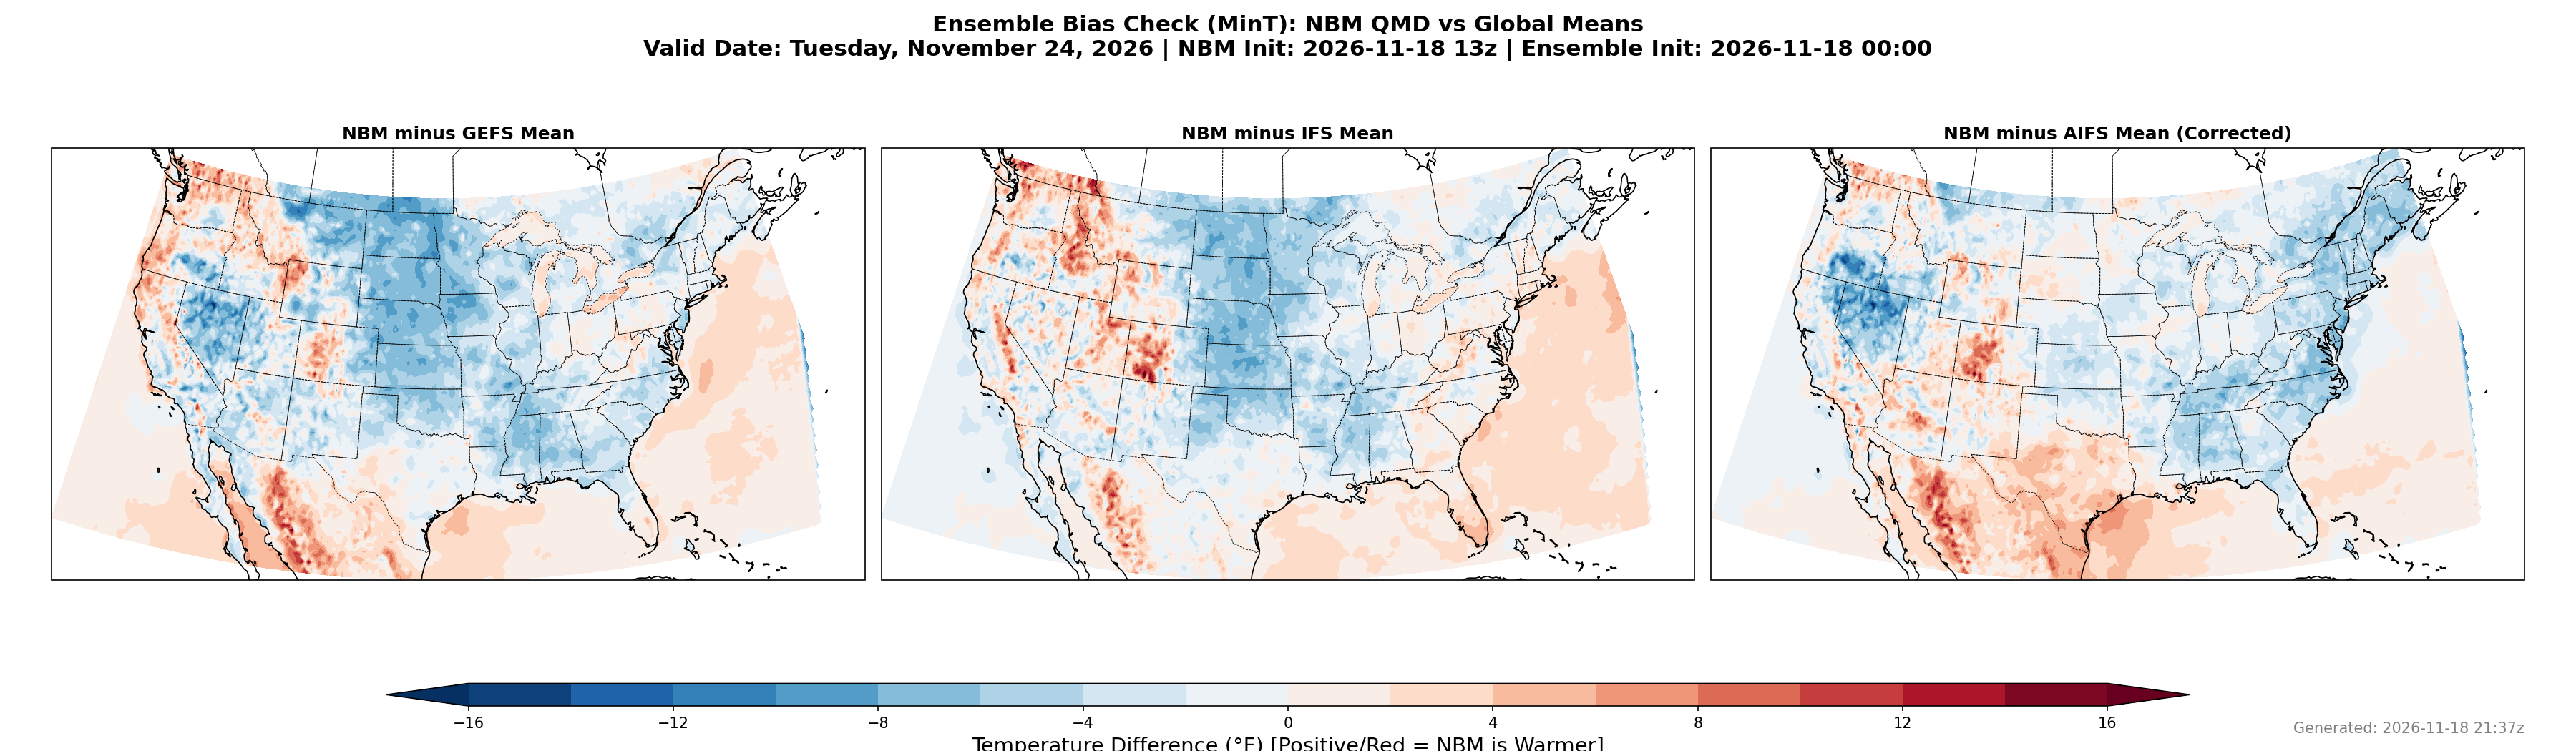 Ensemble Bias Check (MinT): NBM QMD vs Global Means
Valid Date: Tuesday, November 24, 2026 | NBM Init: 2026-11-18 13z | Ensemble Init: 2026-11-18 00:00
NBM minus GEFS Mean
NBM minus IFS Mean
NBM minus AIFS Mean (Corrected)
−16 −12 −8 −4 0 4 8 12 16
Temperature Difference (°F) [Positive/Red = NBM is Warmer]
Generated: 2026-11-18 21:37z